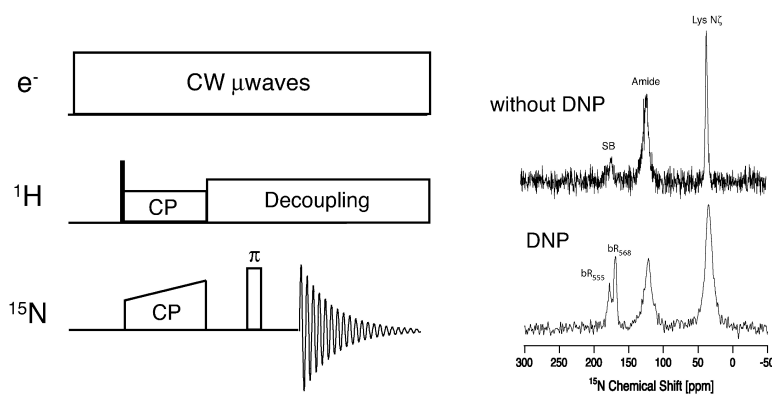 e-
CW μwaves
1H
CP
Decoupling
15N
CP
π
Lys Nζ
without DNP
Amide
SB
DNP
bR568
bR555
300 250 200 150 100 50 0 -50
15N Chemical Shift [ppm]